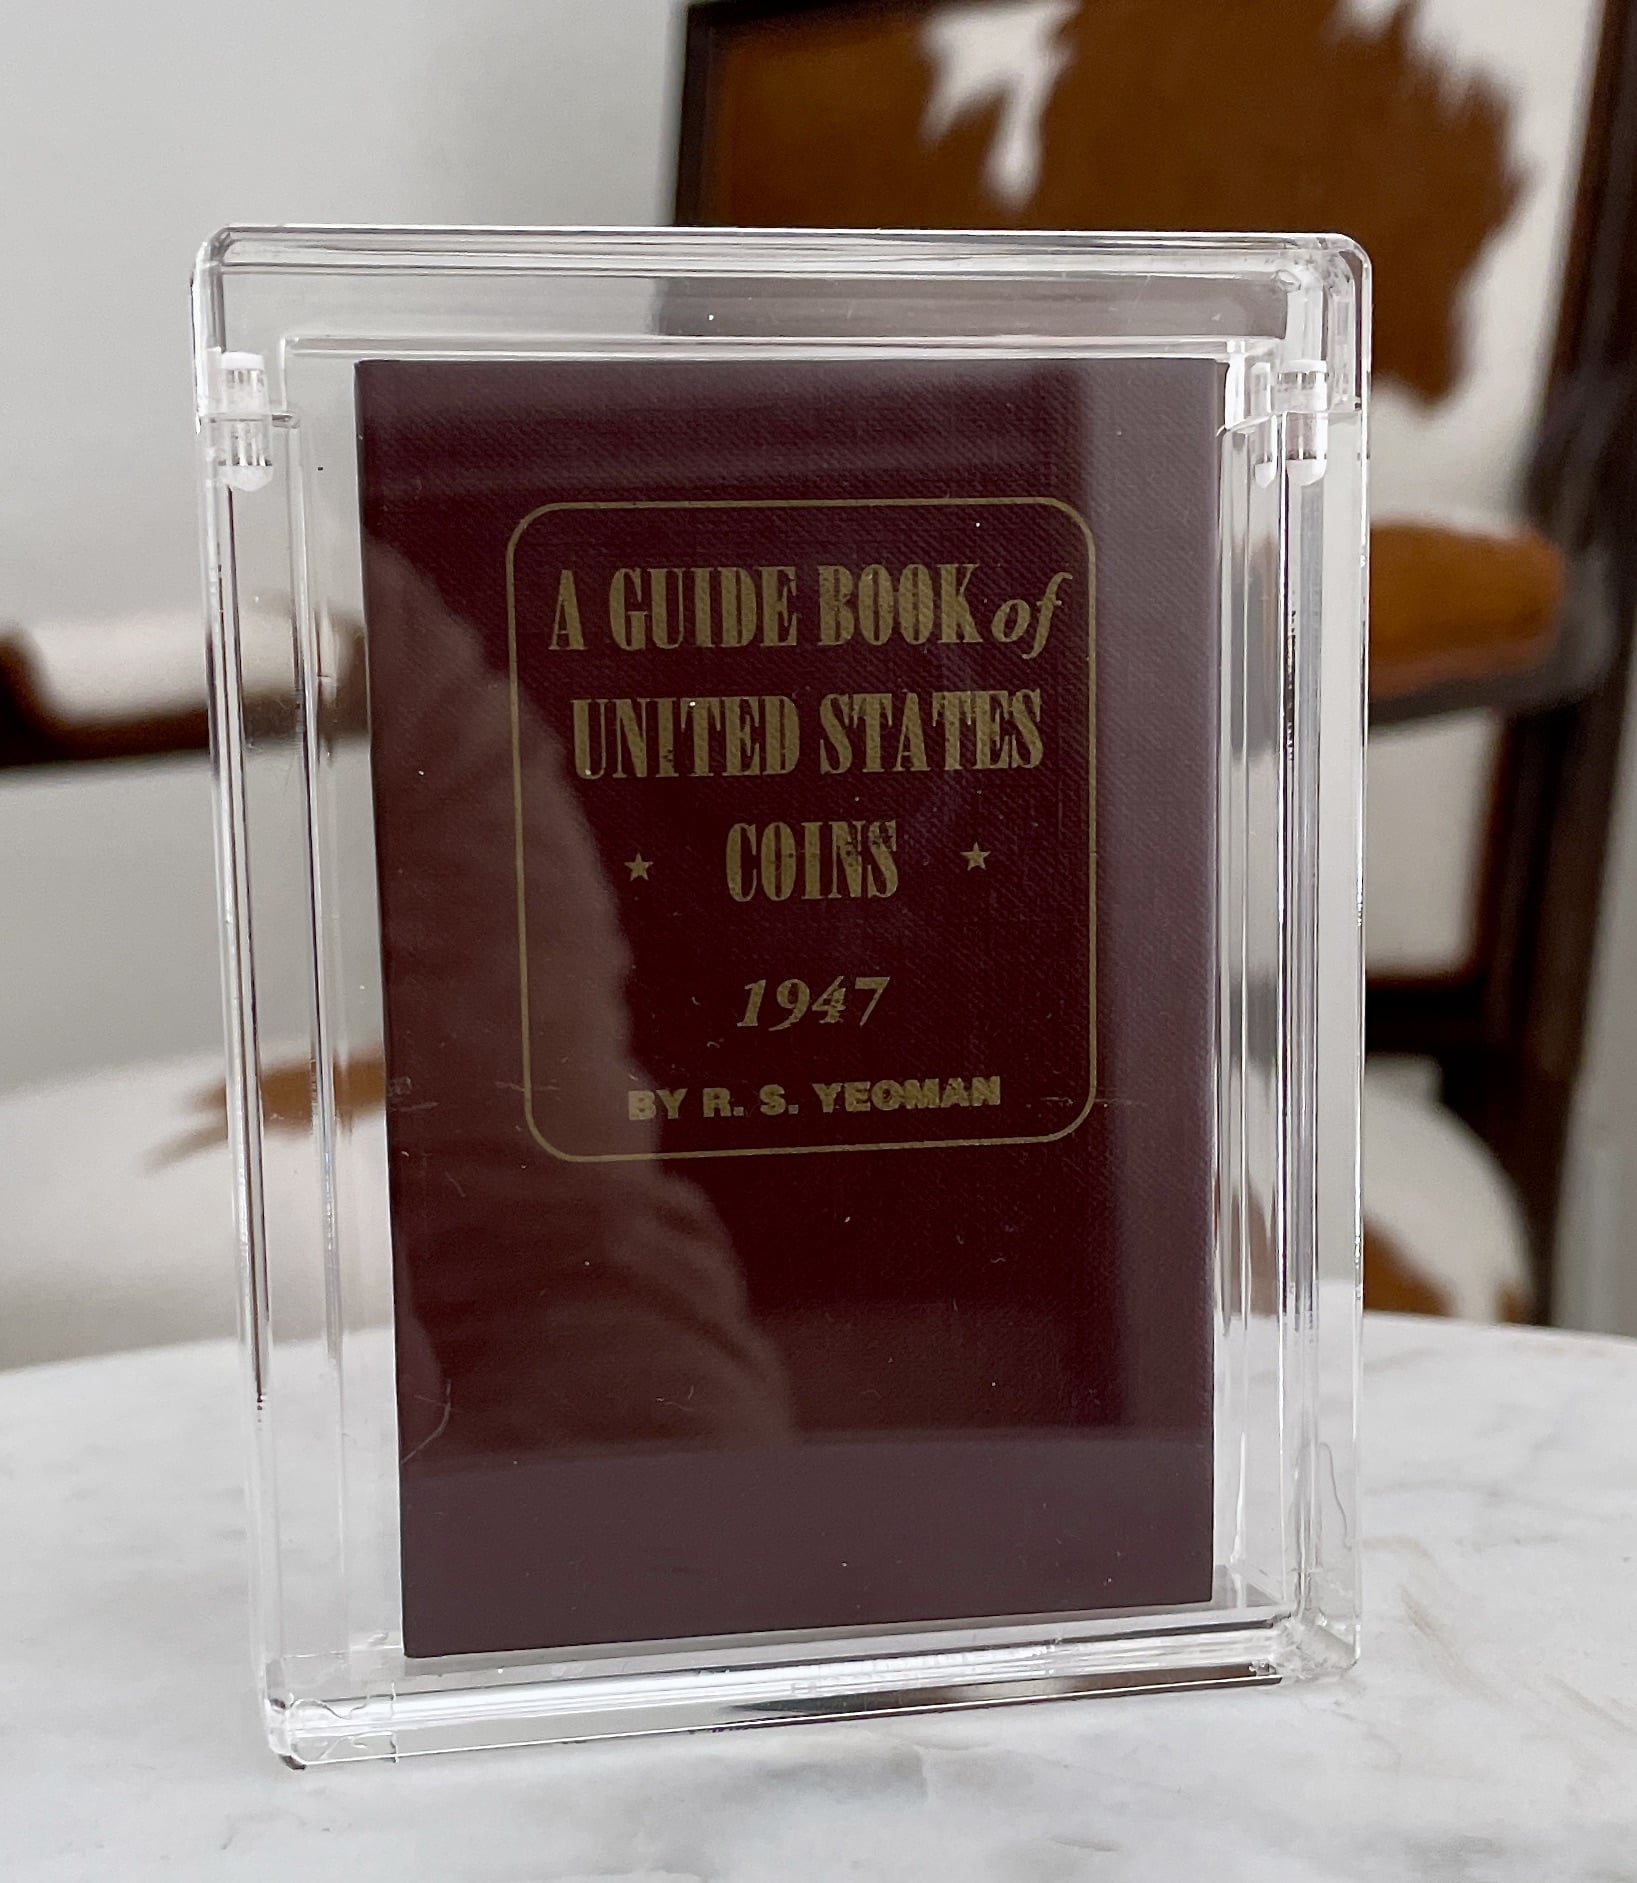 A GUIDE BOOK of
UNITED STATES
★ COINS ★
1947
BY R. S. YEOMAN